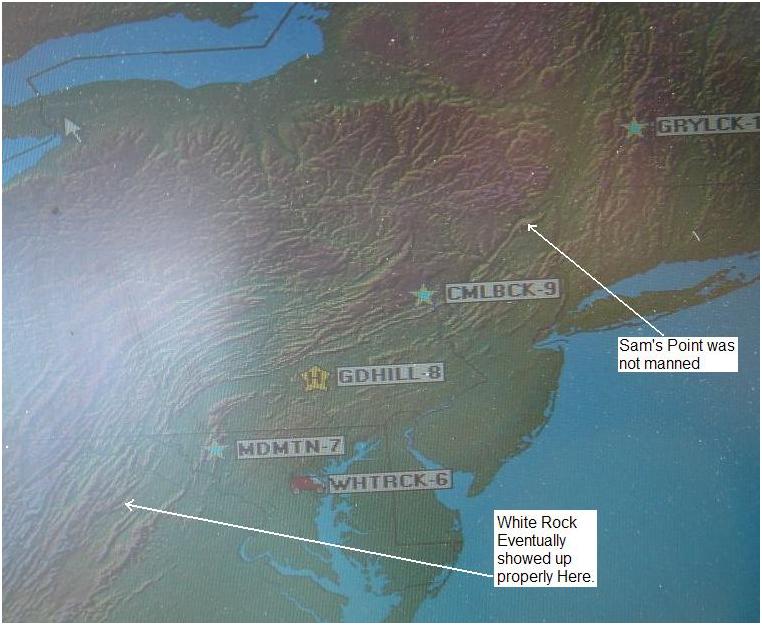 GRYLCK-1
CMLBCK-9
Sam's Point was
not manned
GDHILL-8
MDMTN-7
WHTRCK-6
White Rock
Eventually
showed up
properly Here.